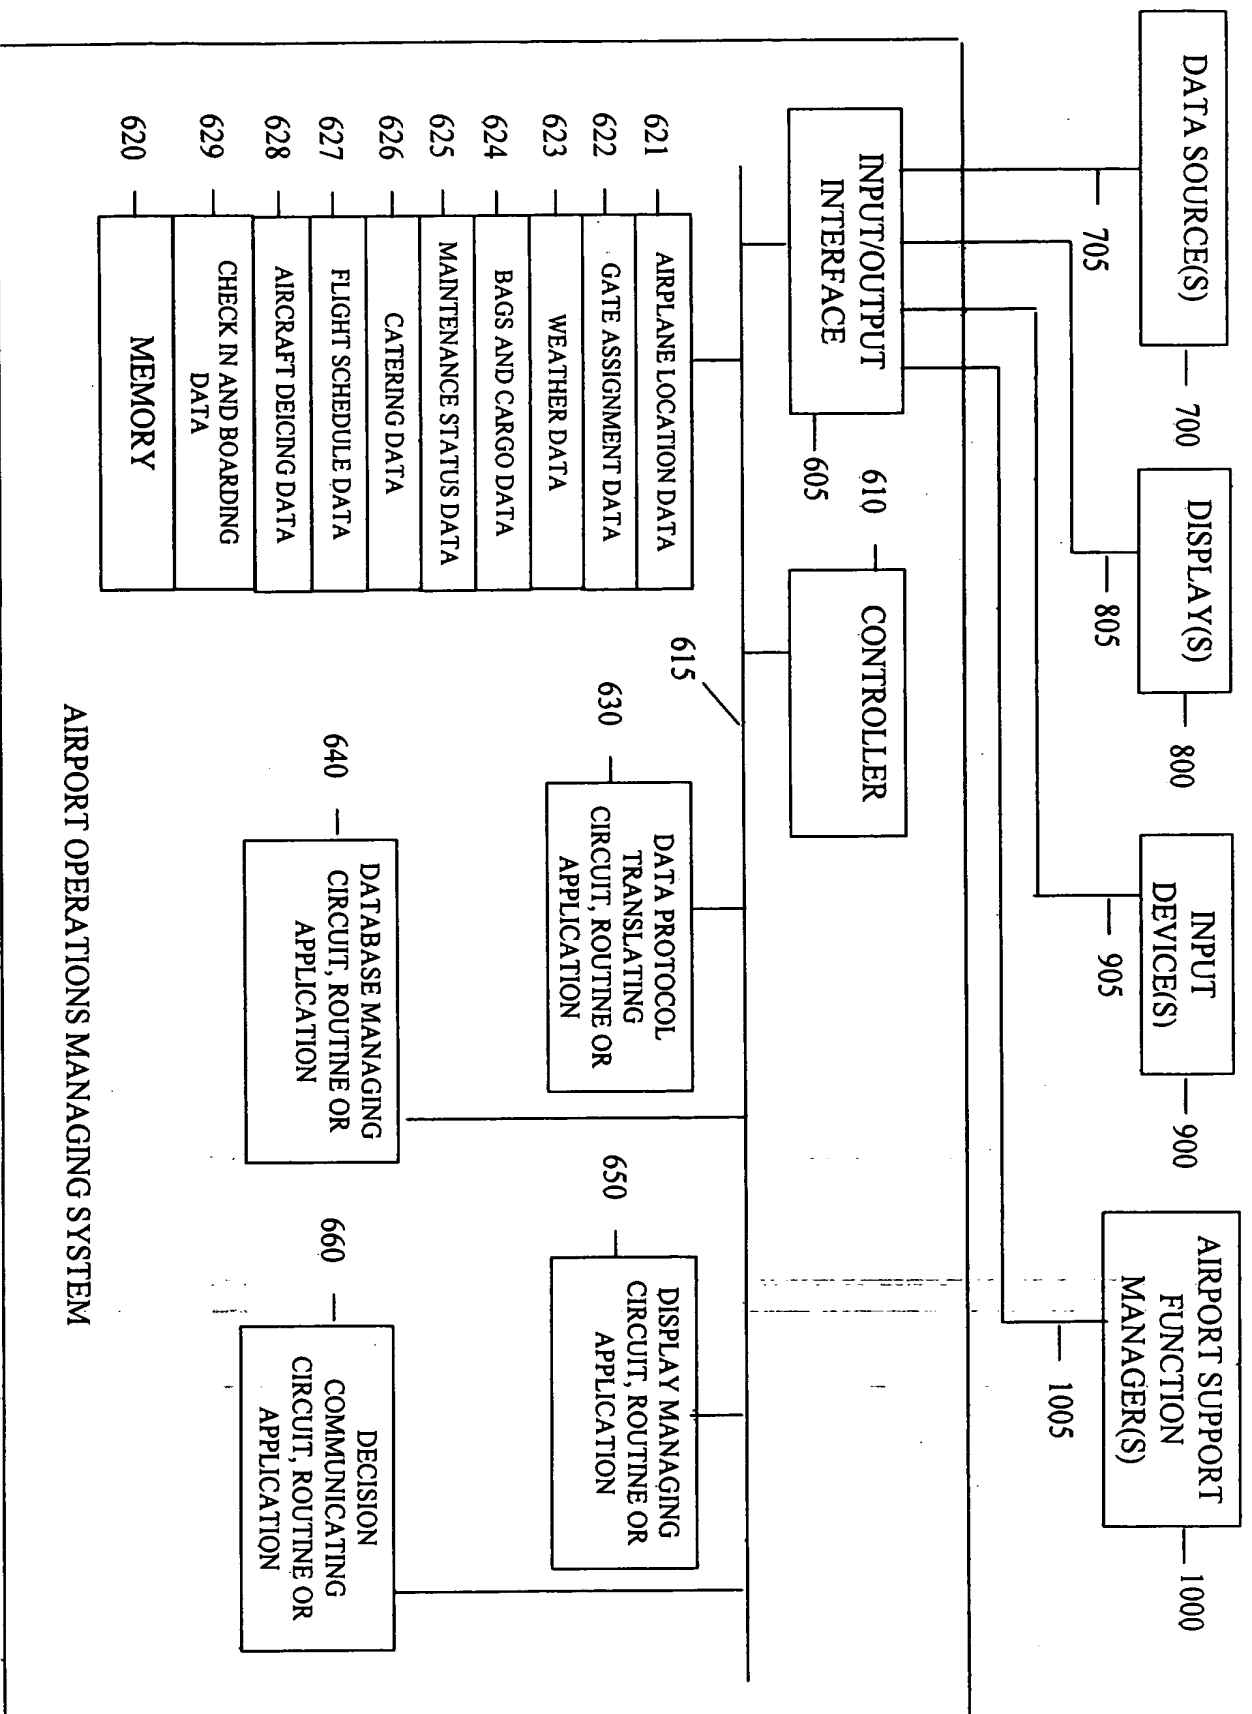 DATA SOURCE(S)
700
DISPLAY(S)
800
INPUT
DEVICE(S)
900
AIRPORT SUPPORT
FUNCTION
MANAGER(S)
1000
705
805
905
1005
INPUT/OUTPUT
INTERFACE
605
610
CONTROLLER
615
621
AIRPLANE LOCATION DATA
622
GATE ASSIGNMENT DATA
623
WEATHER DATA
624
BAGS AND CARGO DATA
625
MAINTENANCE STATUS DATA
626
CATERING DATA
627
FLIGHT SCHEDULE DATA
628
AIRCRAFT DEICING DATA
629
CHECK IN AND BOARDING
DATA
620
MEMORY
630
DATA PROTOCOL
TRANSLATING
CIRCUIT, ROUTINE OR
APPLICATION
640
DATABASE MANAGING
CIRCUIT, ROUTINE OR
APPLICATION
650
DISPLAY MANAGING
CIRCUIT, ROUTINE OR
APPLICATION
660
DECISION
COMMUNICATING
CIRCUIT, ROUTINE OR
APPLICATION
AIRPORT OPERATIONS MANAGING SYSTEM